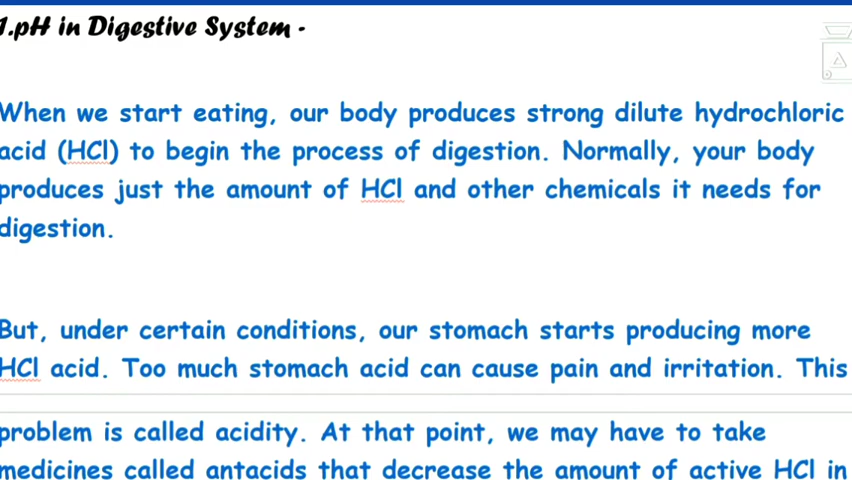 1.pH in Digestive System -
When we start eating, our body produces strong dilute hydrochloric
acid (HCl) to begin the process of digestion. Normally, your body
produces just the amount of HCl and other chemicals it needs for
digestion.
But, under certain conditions, our stomach starts producing more
HCl acid. Too much stomach acid can cause pain and irritation. This
problem is called acidity. At that point, we may have to take
medicines called antacids that decrease the amount of active HCl in